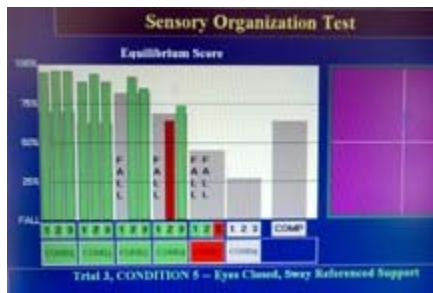 Sensory Organization Test
Equilibrium Score
100%
75%
50%
25%
FALL
FALL FALL FALL FALL
1 2 3 1 2 3 1 2 3 1 2 3 1 2 3 1 2 3 COMP
Trial 3, CONDITION 5 -- Eyes Closed, Sway Referenced Support